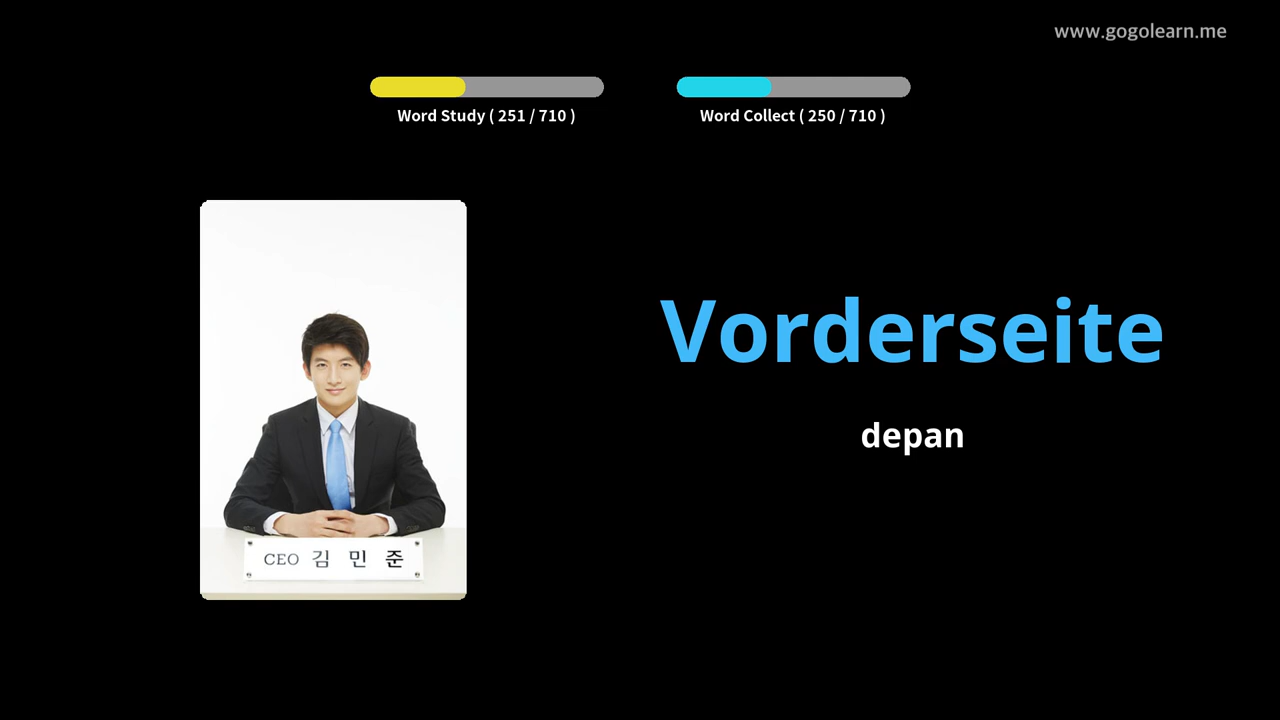 www.gogolearn.me
Word Study ( 251 / 710 )
Word Collect ( 250 / 710 )
Vorderseite
depan
CEO 김 민 준